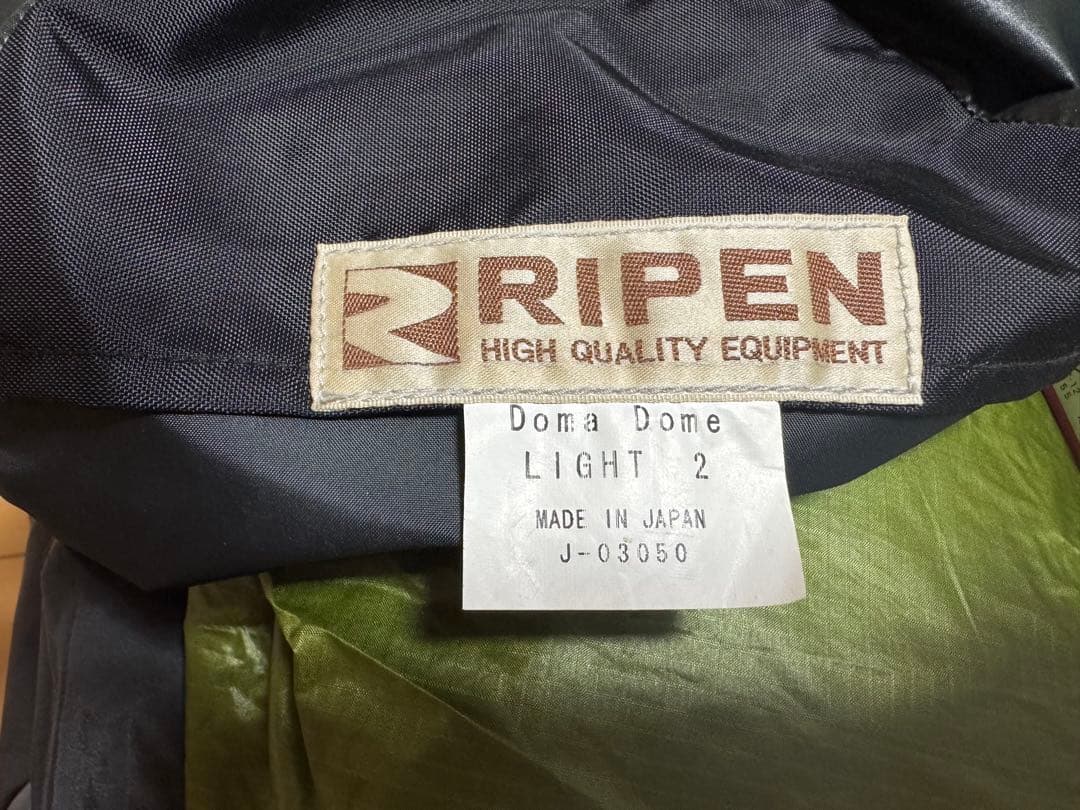 RIPEN
HIGH QUALITY EQUIPMENT
Doma Dome
LIGHT 2
MADE IN JAPAN
J-03050